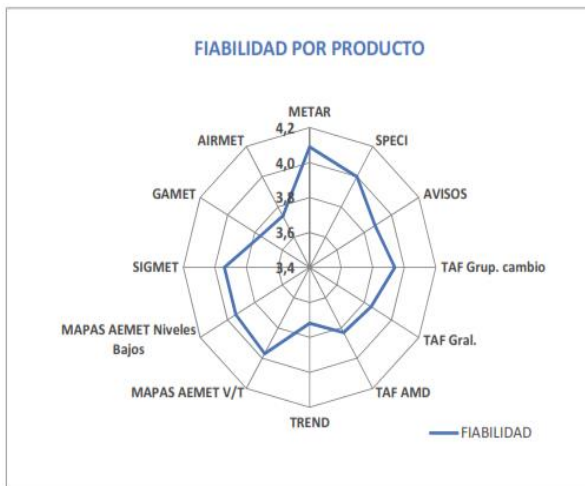 FIABILIDAD POR PRODUCTO
METAR
4,2
AIRMET
SPECI
4,0
GAMET
3,8
AVISOS
3,6
SIGMET
3,4
TAF Grup. cambio
MAPAS AEMET Niveles
Bajos
TAF Gral.
MAPAS AEMET V/T
TAF AMD
TREND
FIABILIDAD